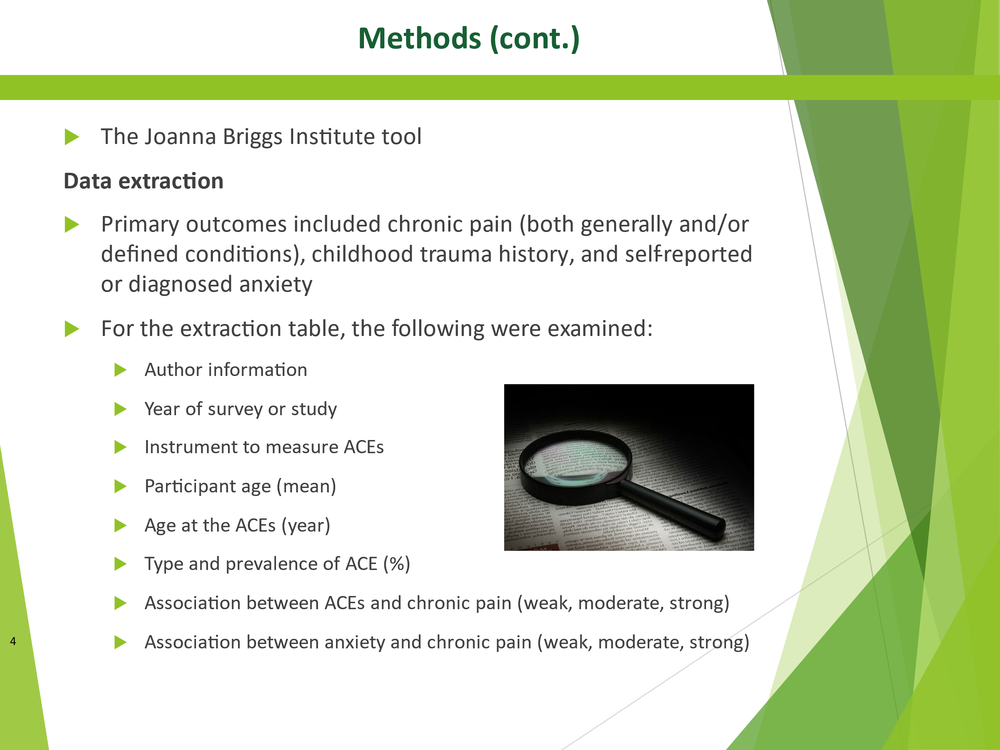 Methods (cont.)
The Joanna Briggs Institute tool
Data extraction
Primary outcomes included chronic pain (both generally and/or
defined conditions), childhood trauma history, and self-reported
or diagnosed anxiety
For the extraction table, the following were examined:
Author information
Year of survey or study
Instrument to measure ACEs
Participant age (mean)
Age at the ACEs (year)
Type and prevalence of ACE (%)
Association between ACEs and chronic pain (weak, moderate, strong)
Association between anxiety and chronic pain (weak, moderate, strong)
4